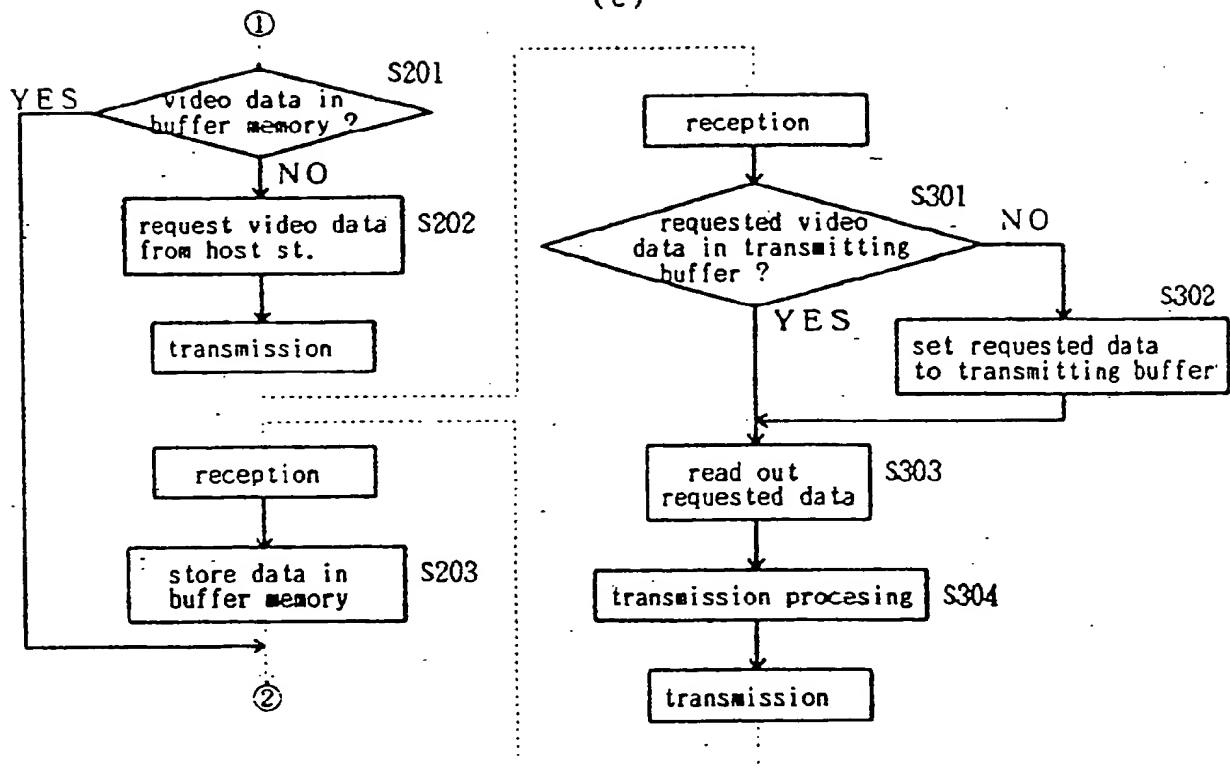 (c)
①
S201
YES
video data in
buffer memory ?
NO
request video data
from host st.
S202
transmission
reception
store data in
buffer memory
S203
②
reception
S301
requested video
data in transmitting
buffer ?
NO
YES
S302
set requested data
to transmitting buffer
read out
requested data
S303
transmission procesing
S304
transmission